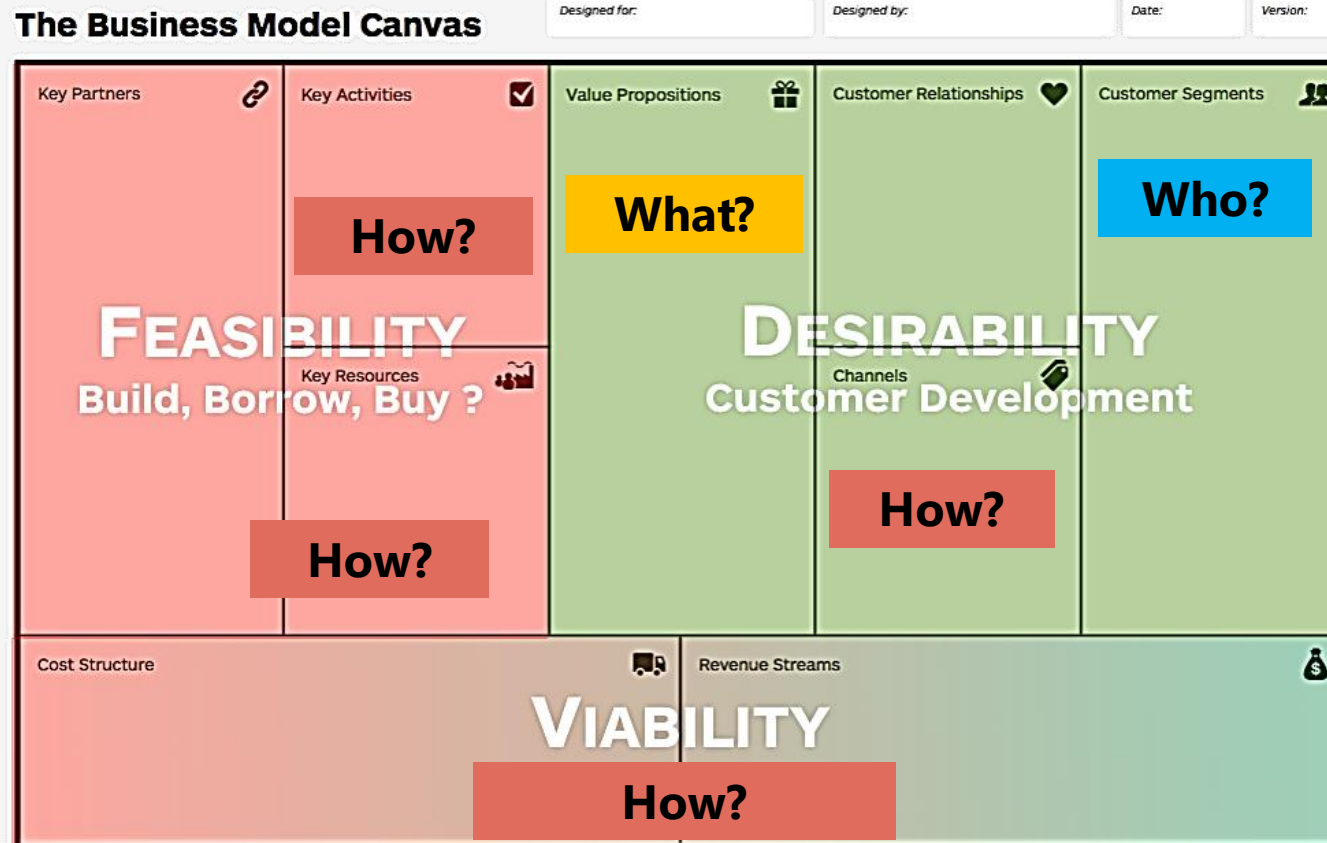 The Business Model Canvas
Designed for:
Designed by:
Date:
Version:
Key Partners
Key Activities
Value Propositions
Customer Relationships
Customer Segments
How?
What?
Who?
FEASIBILITY
Build, Borrow, Buy ?
DESIRABILITY
Customer Development
Key Resources
Channels
How?
How?
Cost Structure
Revenue Streams
$
VIABILITY
How?